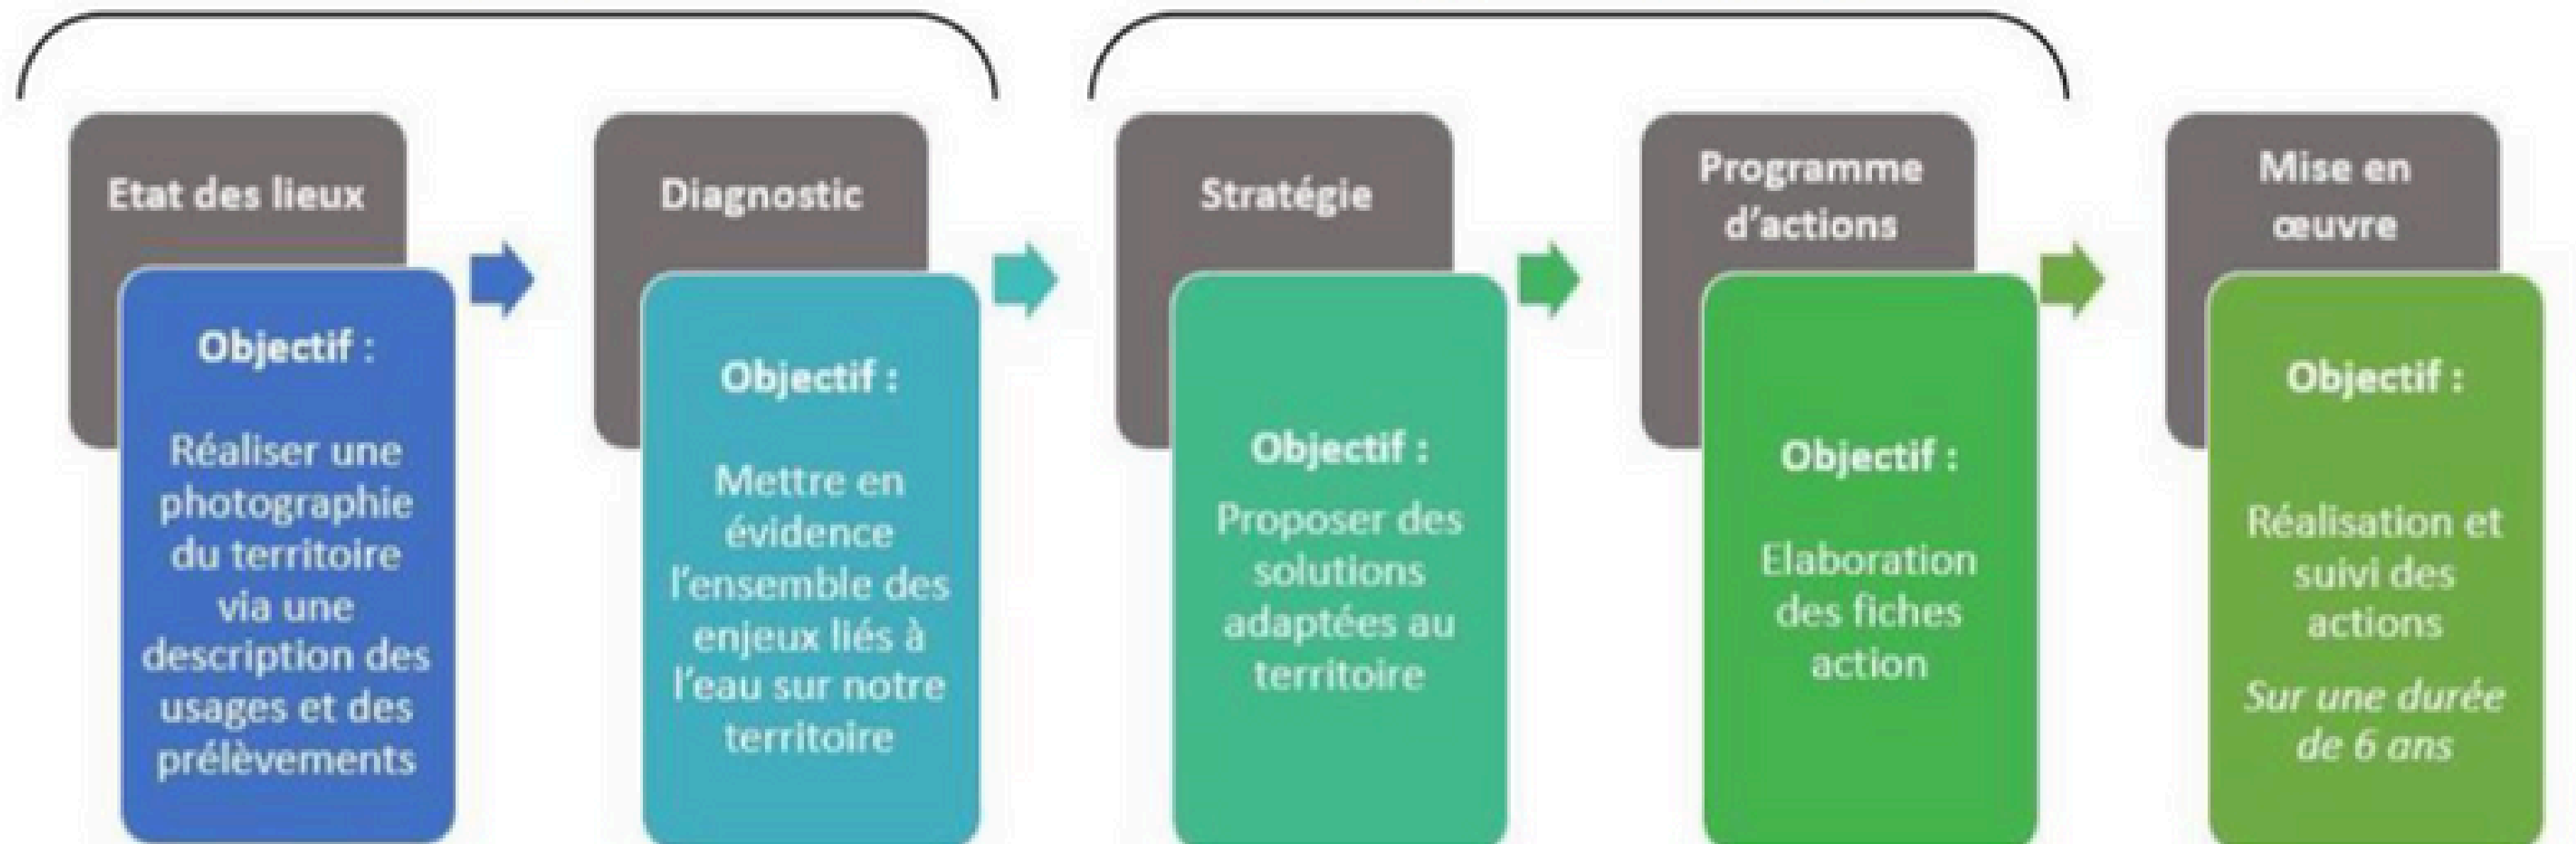 Etat des lieux
Objectif :
Réaliser une
photographie
du territoire
via une
description des
usages et des
prélèvements
Diagnostic
Objectif :
Mettre en
évidence
l'ensemble des
enjeux liés à
l'eau sur notre
territoire
Stratégie
Objectif :
Proposer des
solutions
adaptées au
territoire
Programme
d'actions
Objectif :
Elaboration
des fiches
action
Mise en
œuvre
Objectif :
Réalisation et
suivi des
actions
Sur une durée
de 6 ans